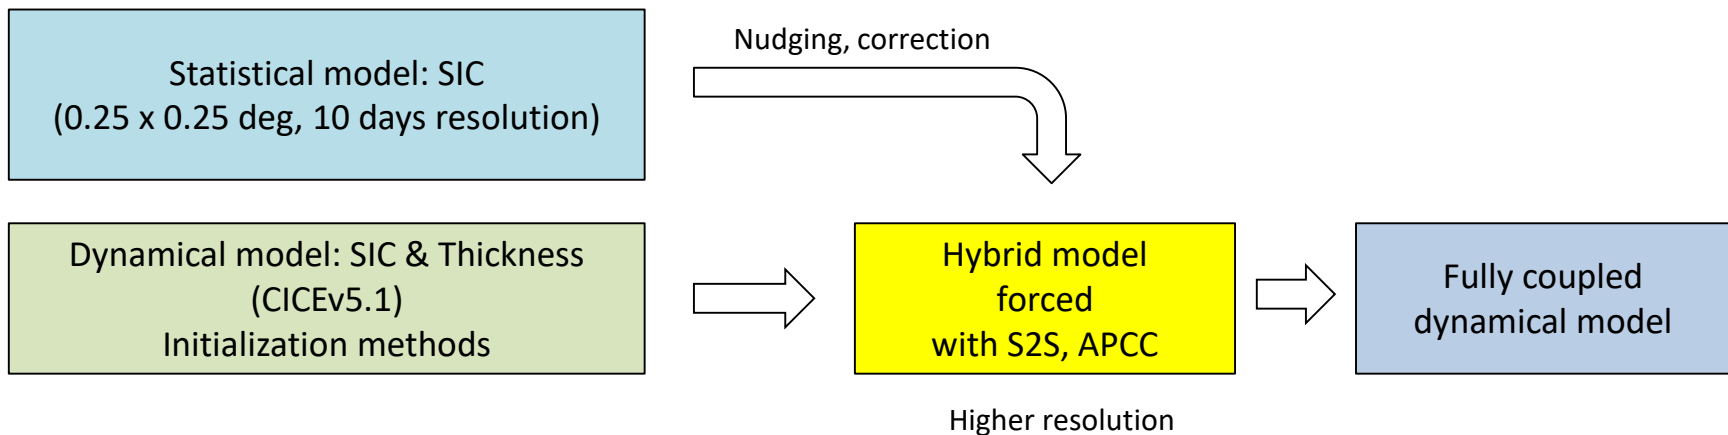 Statistical model: SIC
(0.25 x 0.25 deg, 10 days resolution)
Nudging, correction
Dynamical model: SIC & Thickness
(CICEv5.1)
Initialization methods
Hybrid model
forced
with S2S, APCC
Higher resolution
Fully coupled
dynamical model